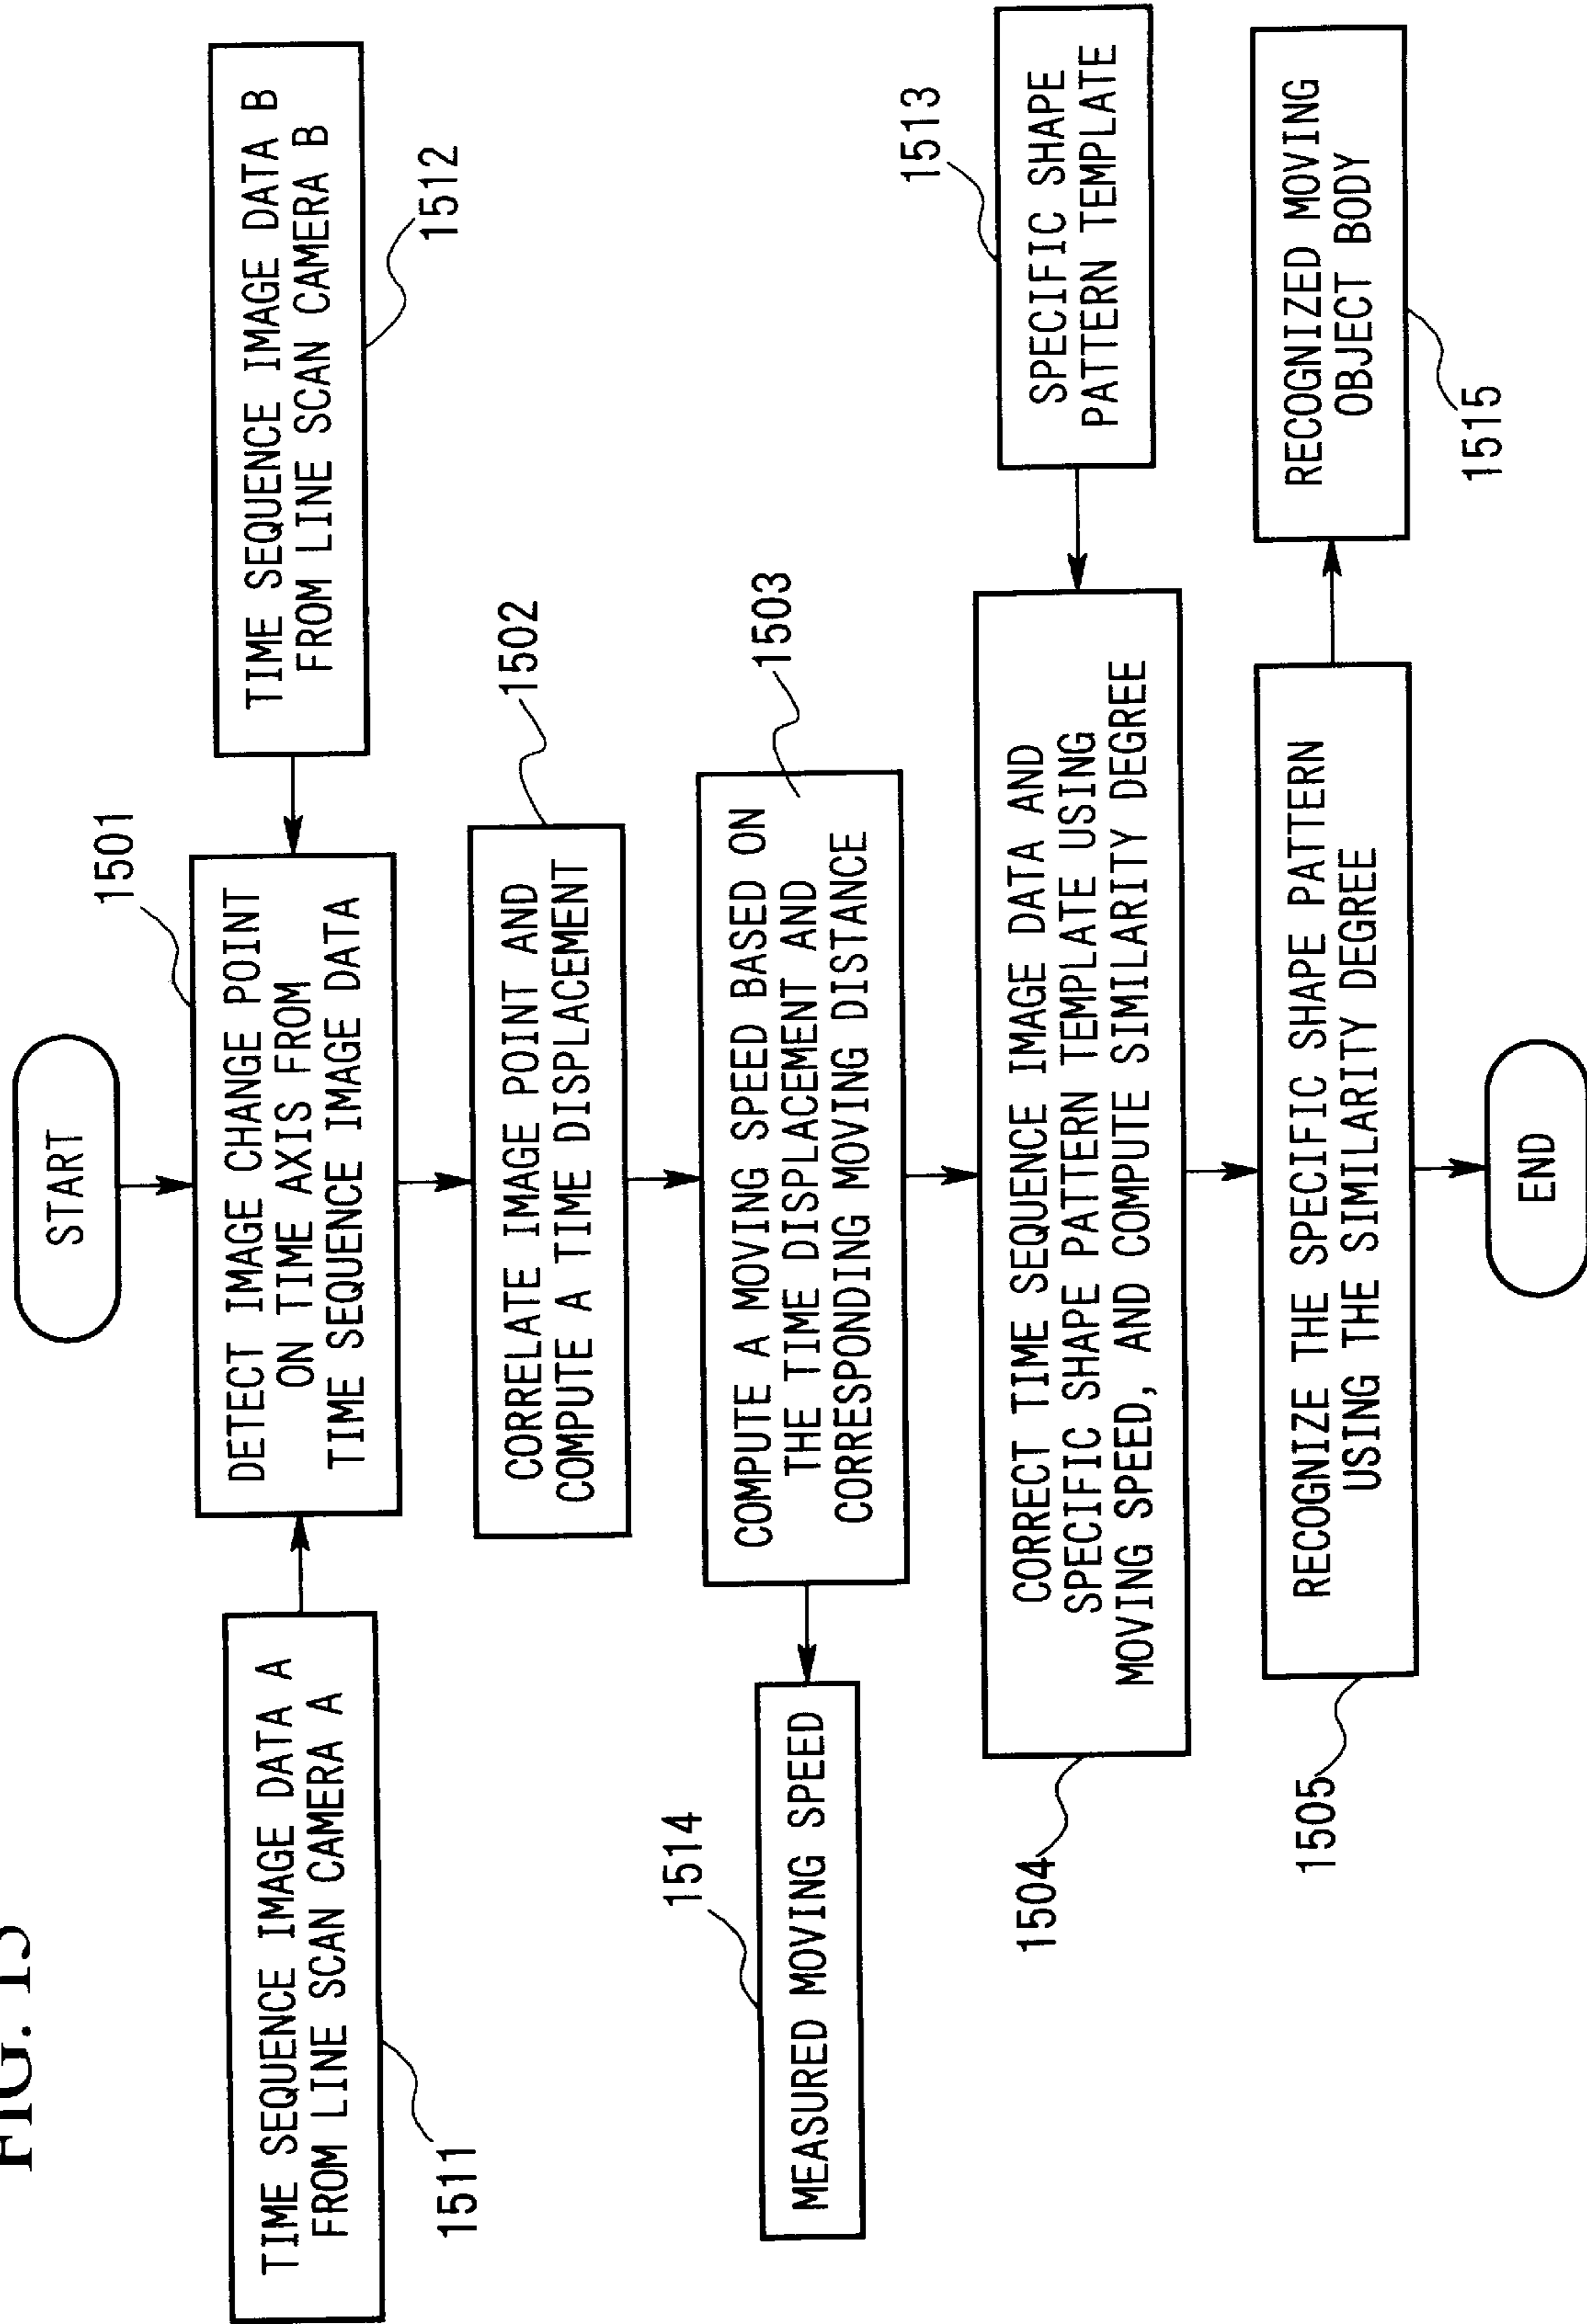 FIG. 15
START
1501
TIME SEQUENCE IMAGE DATA A
FROM LINE SCAN CAMERA A
1511
DETECT IMAGE CHANGE POINT
ON TIME AXIS FROM
TIME SEQUENCE IMAGE DATA
TIME SEQUENCE IMAGE DATA B
FROM LINE SCAN CAMERA B
1512
1502
CORRELATE IMAGE POINT AND
COMPUTE A TIME DISPLACEMENT
1503
1514
MEASURED MOVING SPEED
COMPUTE A MOVING SPEED BASED ON
THE TIME DISPLACEMENT AND
CORRESPONDING MOVING DISTANCE
1513
SPECIFIC SHAPE
PATTERN TEMPLATE
1504
CORRECT TIME SEQUENCE IMAGE DATA AND
SPECIFIC SHAPE PATTERN TEMPLATE USING
MOVING SPEED, AND COMPUTE SIMILARITY DEGREE
1505
RECOGNIZE THE SPECIFIC SHAPE PATTERN
USING THE SIMILARITY DEGREE
RECOGNIZED MOVING
OBJECT BODY
1515
END